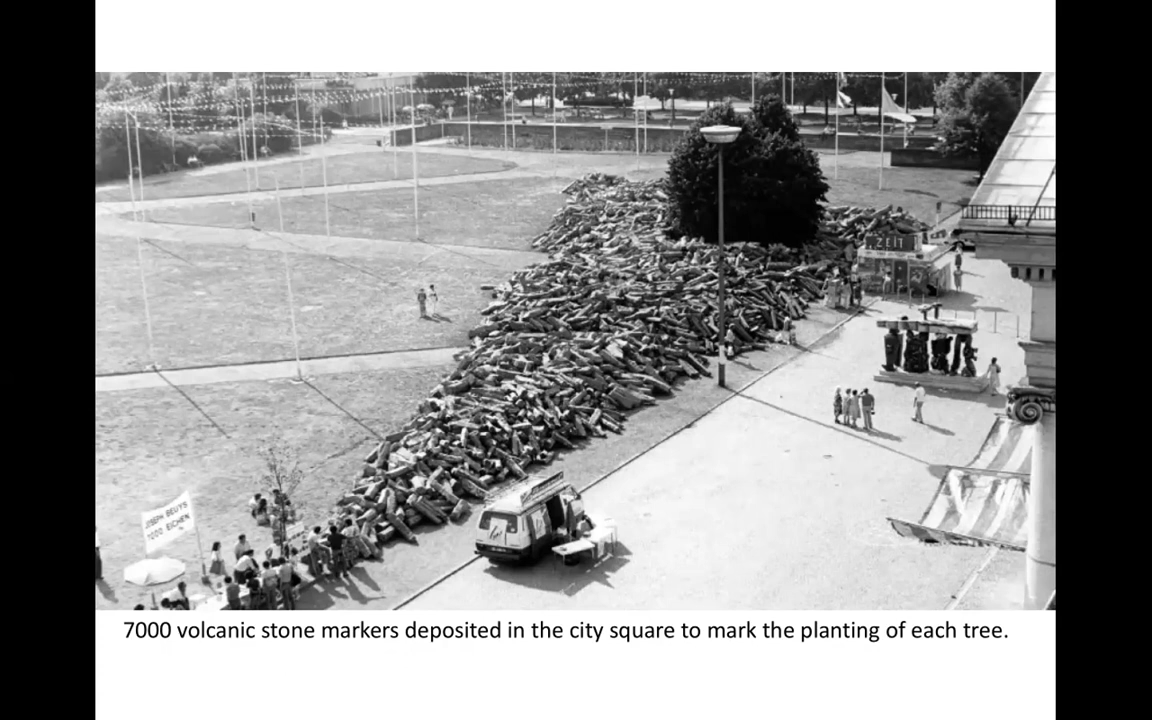 ZEIT
JOSEPH BEUYS
7000 EICHEN
7000 volcanic stone markers deposited in the city square to mark the planting of each tree.